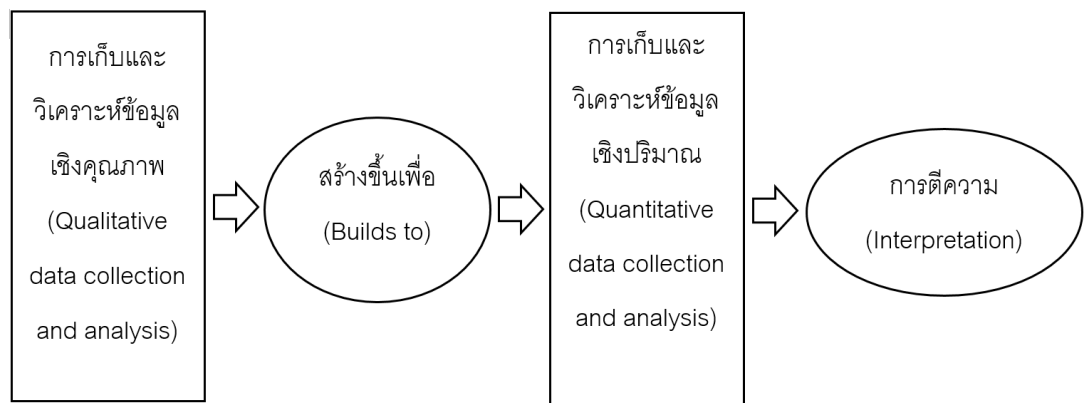 การเก็บและ
วิเคราะห์ข้อมูล
เชิงคุณภาพ
(Qualitative
data collection
and analysis)
สร้างขึ้นเพื่อ
(Builds to)
การเก็บและ
วิเคราะห์ข้อมูล
เชิงปริมาณ
(Quantitative
data collection
and analysis)
การตีความ
(Interpretation)